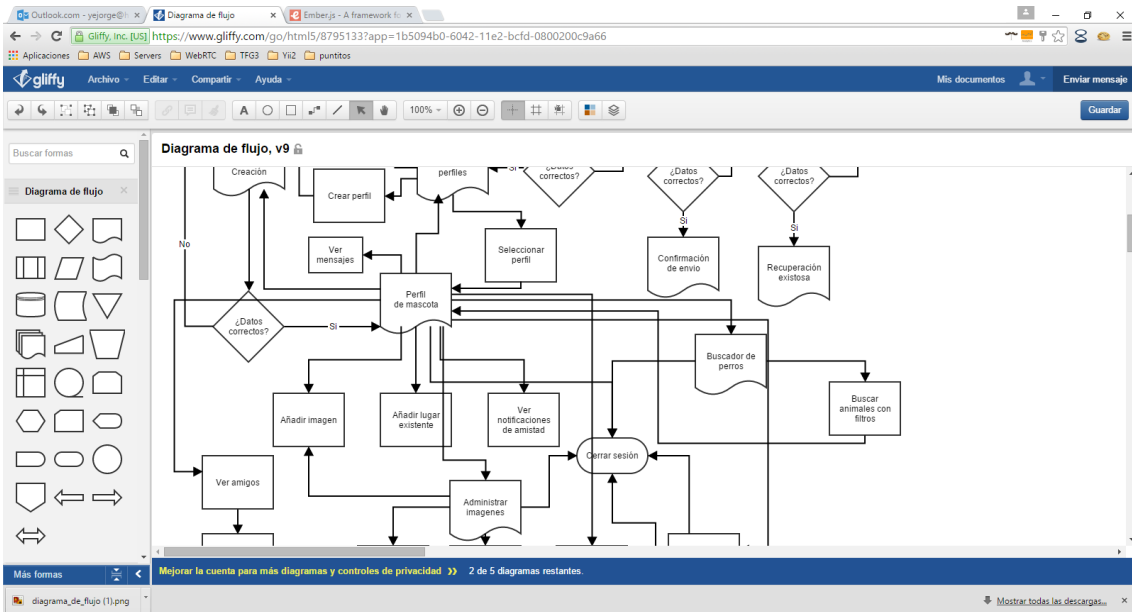 Outlook.com - yejorge@h
Diagrama de flujo
Ember.js - A framework fo
Gliffy, Inc. [US]
https://www.gliffy.com/go/html5/8795133?app=1b5094b0-6042-11e2-bcfd-0800200c9a66
Aplicaciones
AWS
Servers
WebRTC
TFG3
Yii2
puntitos
gliffy
Archivo
Editar
Compartir
Ayuda
Mis documentos
Enviar mensaje
A
100%
Guardar
Buscar formas
Diagrama de flujo, v9
Diagrama de flujo
Creación
Crear perfil
perfiles
Si
¿Datos
correctos?
¿Datos
correctos?
¿Datos
correctos?
Si
Si
No
Ver
mensajes
Seleccionar
perfil
Confirmación
de envio
Recuperación
existosa
Perfil
de mascota
¿Datos
correctos?
Si
Buscador de
perros
Buscar
animales con
filtros
Añadir imagen
Añadir lugar
existente
Ver
notificaciones
de amistad
Cerrar sesión
Ver amigos
Administrar
imagenes
Más formas
Mejorar la cuenta para más diagramas y controles de privacidad
2 de 5 diagramas restantes.
diagrama_de_flujo (1).png
Mostrar todas las descargas...